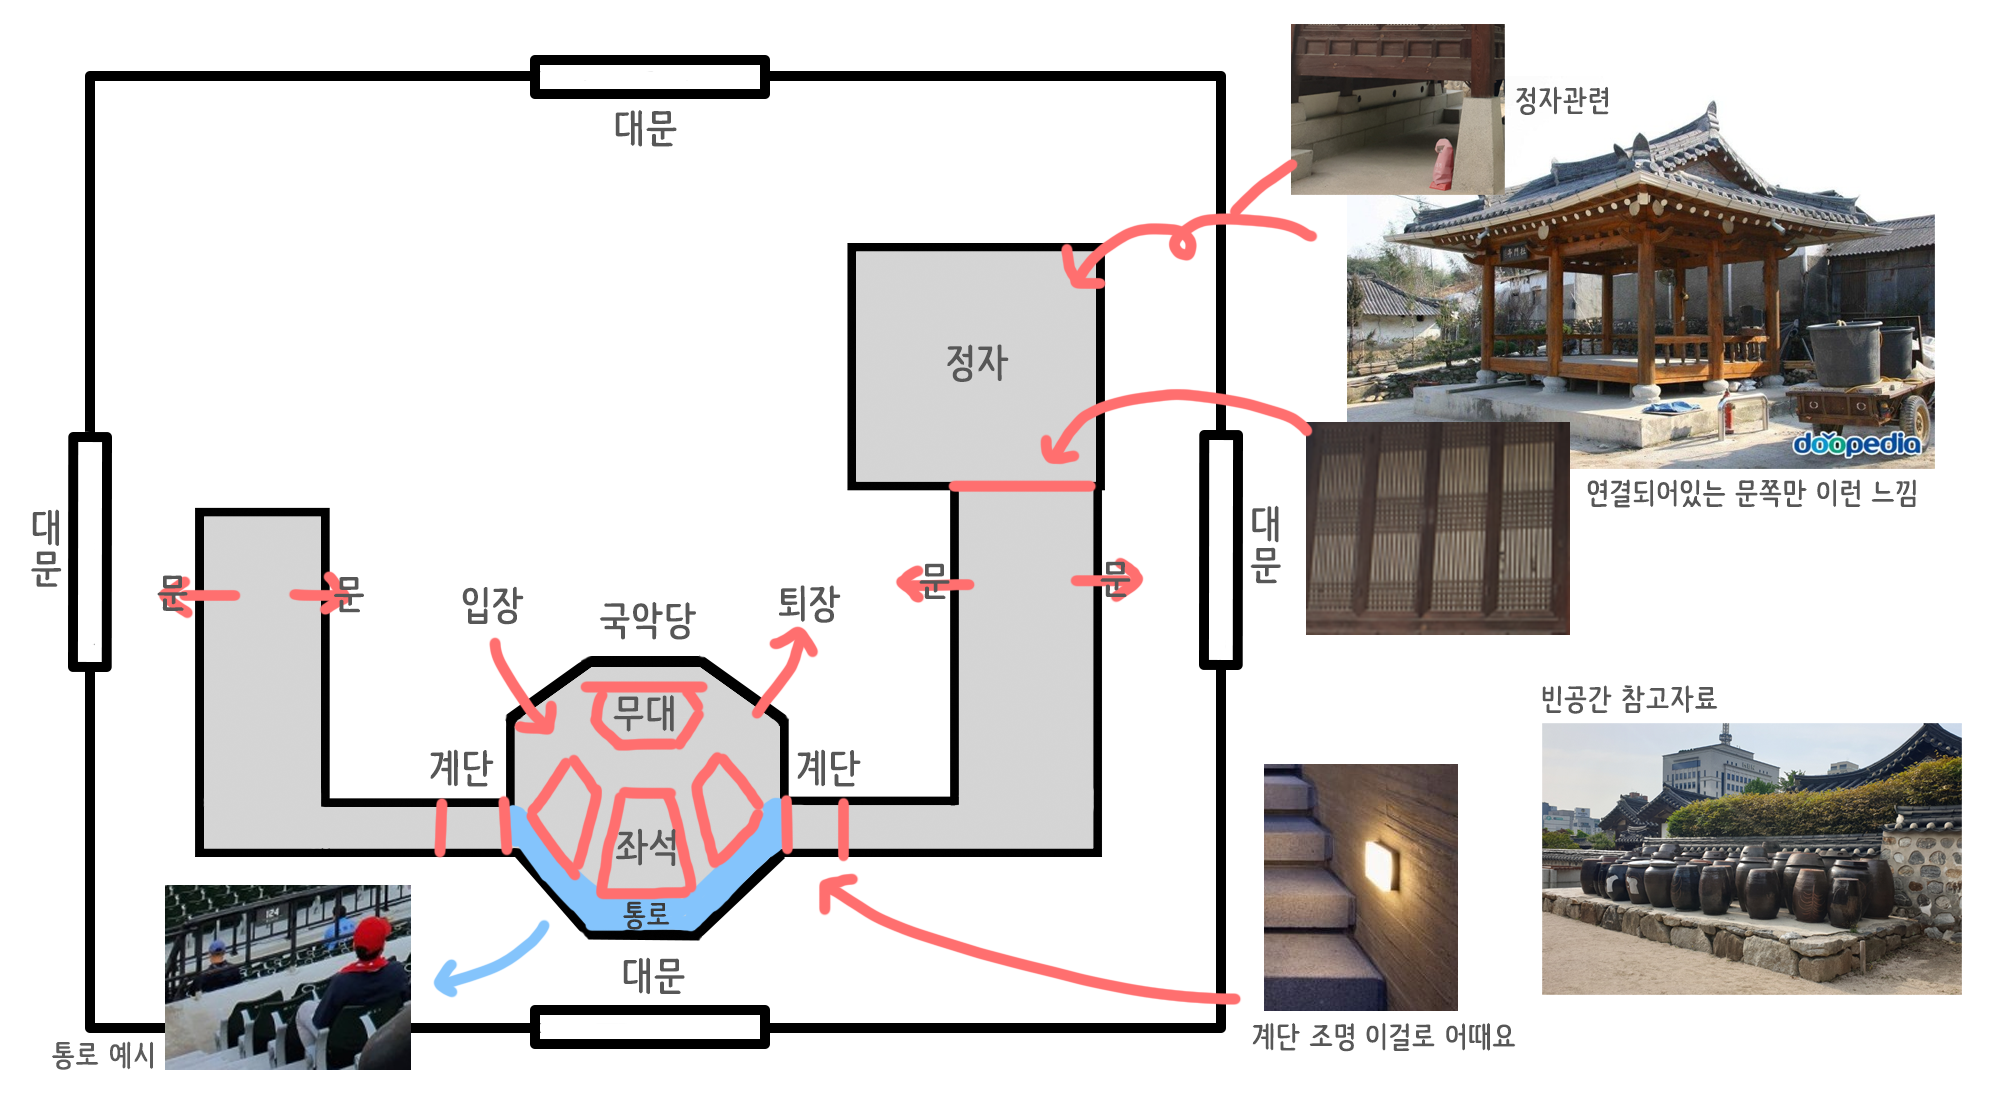 정자관련
대문
doopedia
정자
연결되어있는 문쪽만 이런 느낌
대문
대문
문
문
문
문
입장
국악당
퇴장
빈공간 참고자료
무대
계단
계단
좌석
통로
124
대문
계단 조명 이걸로 어때요
통로 예시